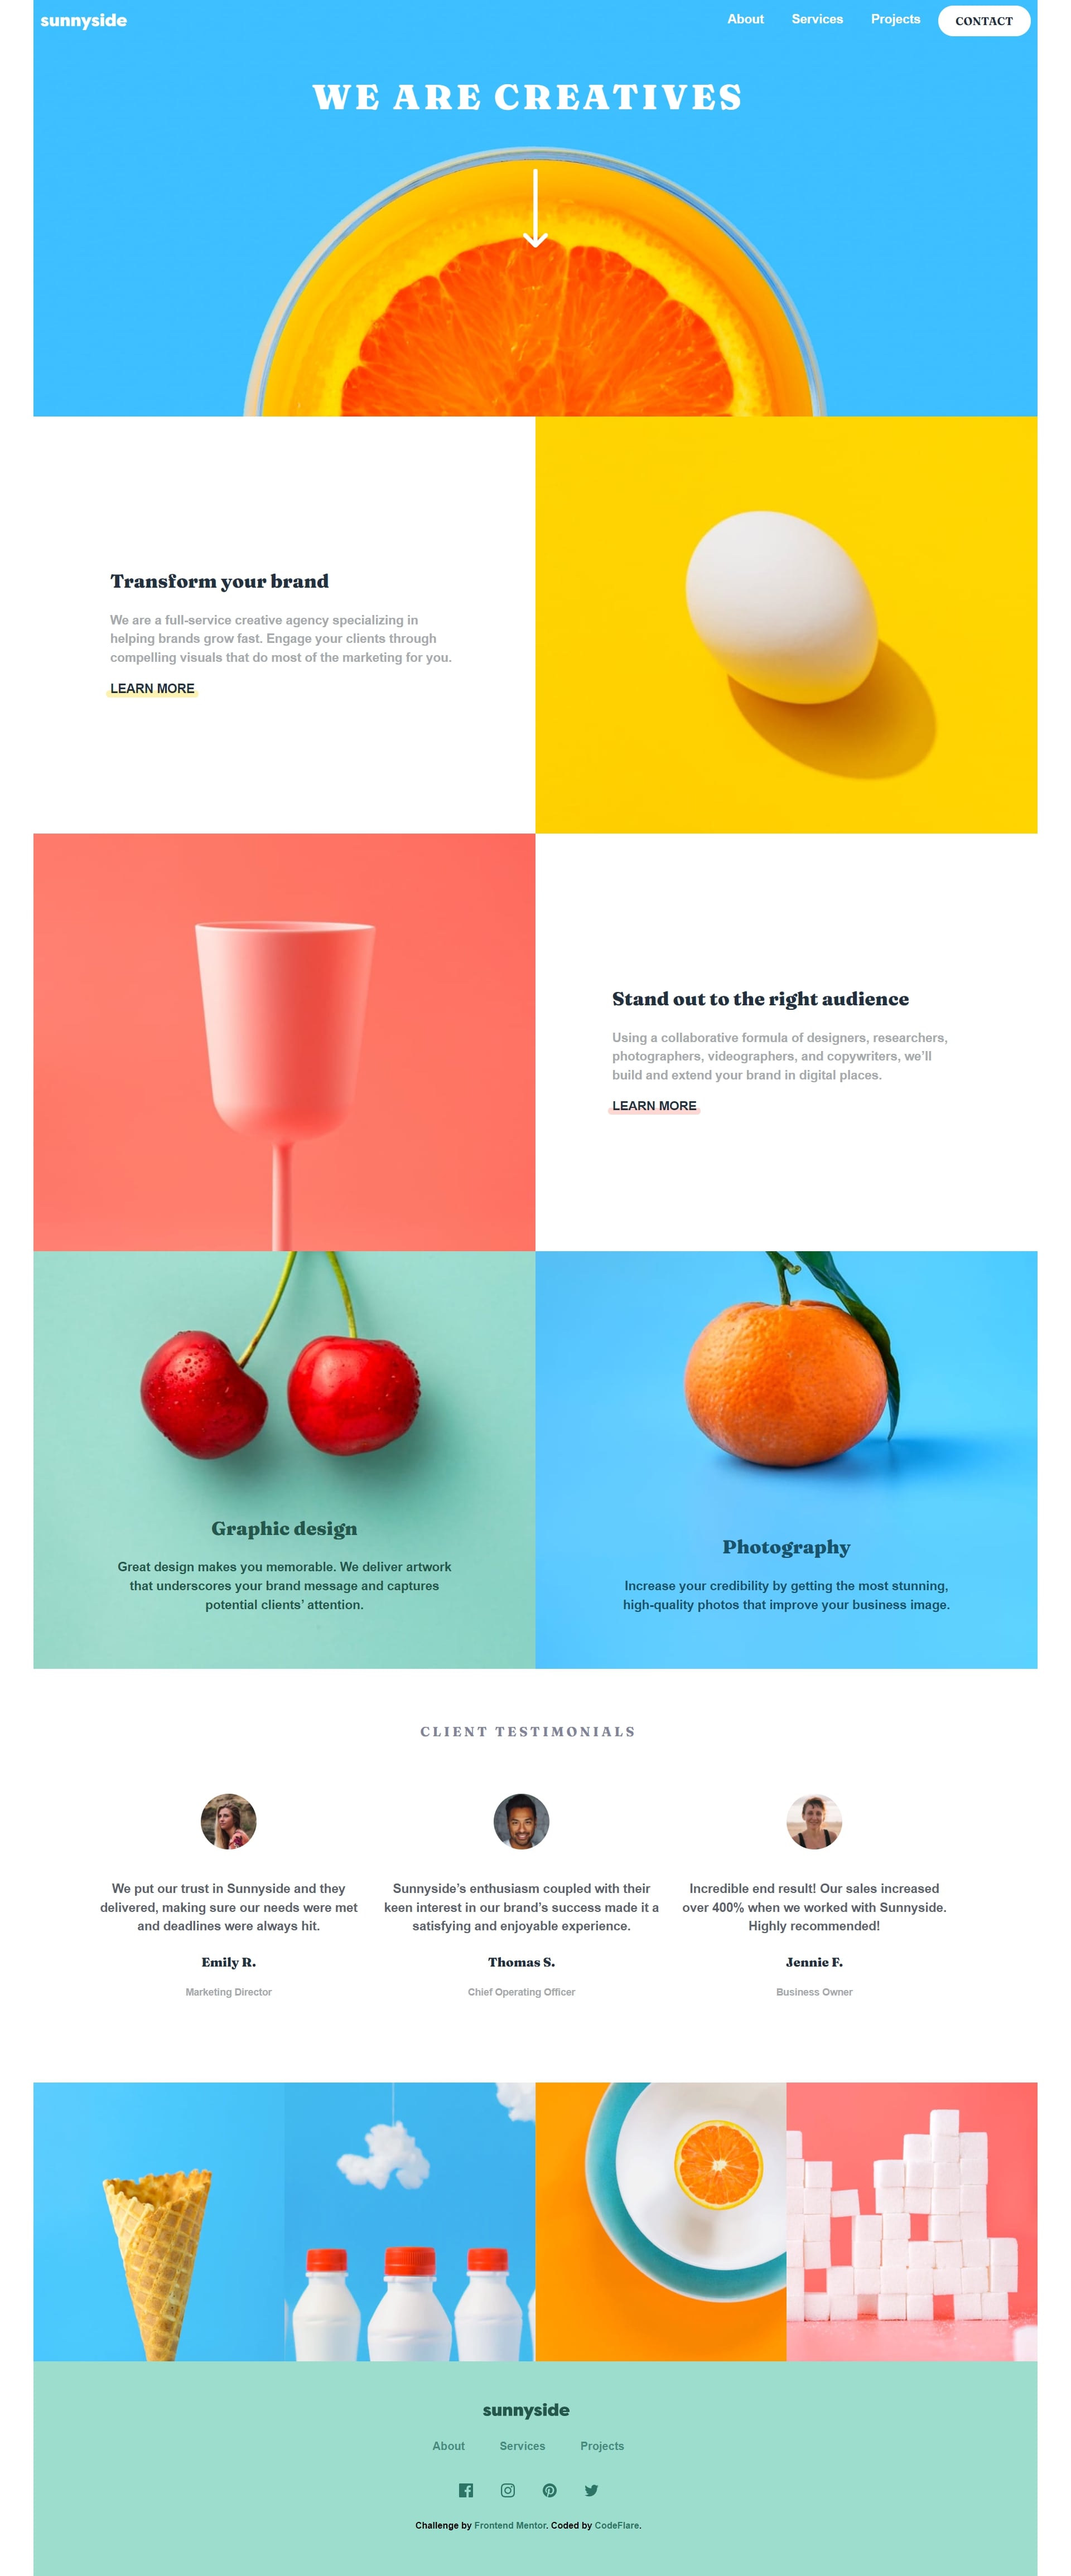 sunnyside
About Services Projects CONTACT
WE ARE CREATIVES
Transform your brand
We are a full-service creative agency specializing in
helping brands grow fast. Engage your clients through
compelling visuals that do most of the marketing for you.
LEARN MORE
Stand out to the right audience
Using a collaborative formula of designers, researchers,
photographers, videographers, and copywriters, we’ll
build and extend your brand in digital places.
LEARN MORE
Graphic design
Great design makes you memorable. We deliver artwork
that underscores your brand message and captures
potential clients’ attention.
Photography
Increase your credibility by getting the most stunning,
high-quality photos that improve your business image.
CLIENT TESTIMONIALS
We put our trust in Sunnyside and they
delivered, making sure our needs were met
and deadlines were always hit.
Emily R.
Marketing Director
Sunnyside’s enthusiasm coupled with their
keen interest in our brand’s success made it a
satisfying and enjoyable experience.
Thomas S.
Chief Operating Officer
Incredible end result! Our sales increased
over 400% when we worked with Sunnyside.
Highly recommended!
Jennie F.
Business Owner
sunnyside
About Services Projects
Challenge by Frontend Mentor. Coded by CodeFlare.